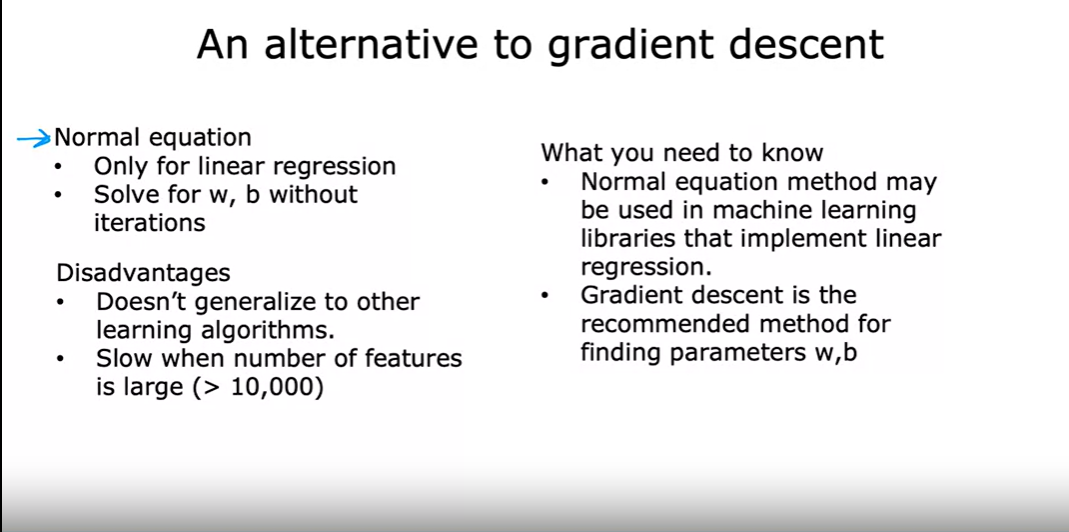 An alternative to gradient descent
Normal equation
• Only for linear regression
• Solve for w, b without
iterations
Disadvantages
• Doesn't generalize to other
learning algorithms.
• Slow when number of features
is large (> 10,000)
What you need to know
• Normal equation method may
be used in machine learning
libraries that implement linear
regression.
• Gradient descent is the
recommended method for
finding parameters w,b